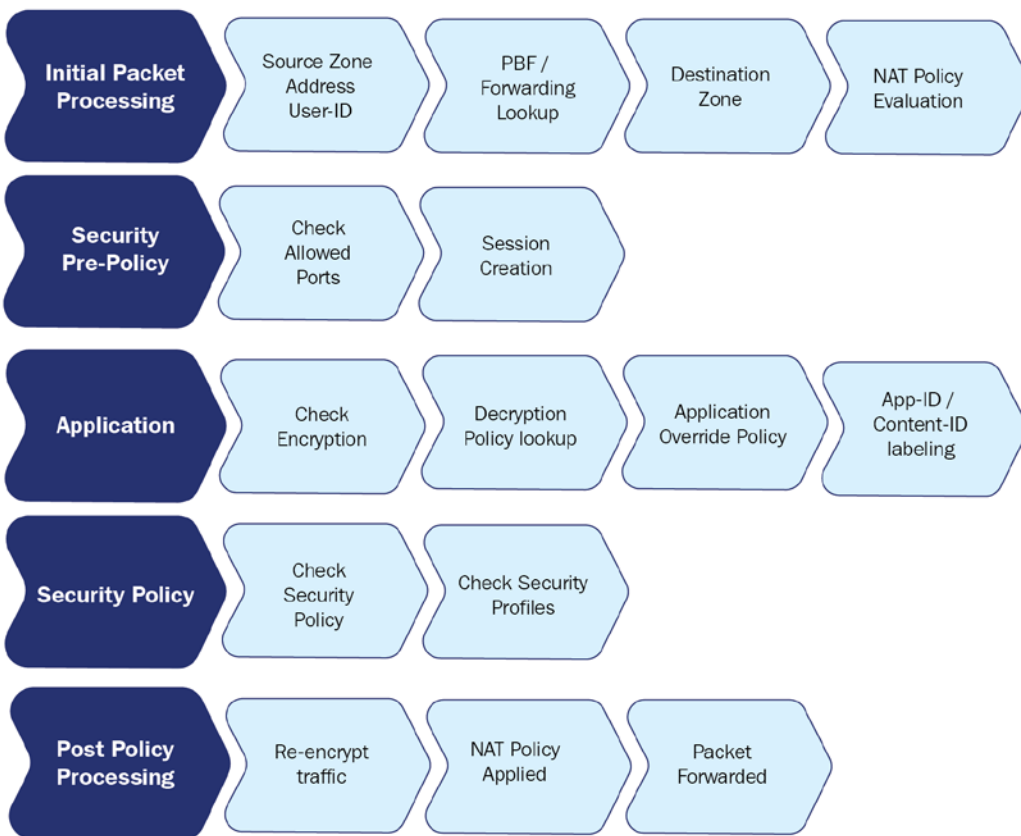 Initial Packet
Processing
Source Zone
Address
User-ID
PBF /
Forwarding
Lookup
Destination
Zone
NAT Policy
Evaluation
Security
Pre-Policy
Check
Allowed
Ports
Session
Creation
Application
Check
Encryption
Decryption
Policy lookup
Application
Override Policy
App-ID /
Content-ID
labeling
Security Policy
Check
Security
Policy
Check Security
Profiles
Post Policy
Processing
Re-encrypt
traffic
NAT Policy
Applied
Packet
Forwarded